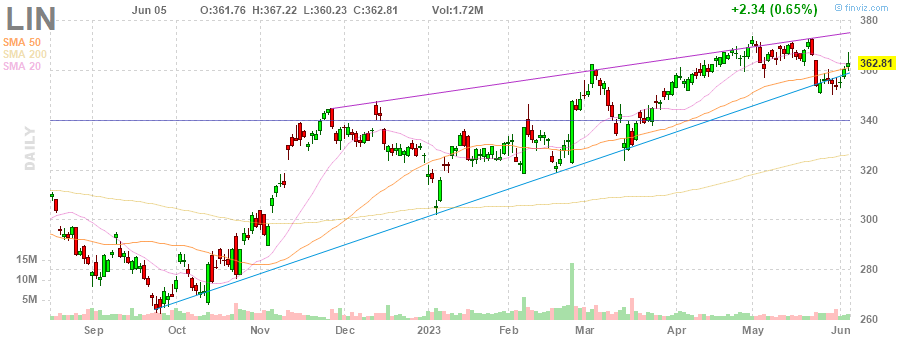 LIN Jun 05 O:361.76 H:367.22 L:360.23 C:362.81 Vol:1.72M +2.34 (0.65%)
© finviz.com
SMA 50
SMA 200
SMA 20
DAILY
380
362.81
360
340
320
300
280
260
15M
10M
5M
Sep Oct Nov Dec 2023 Feb Mar Apr May Jun